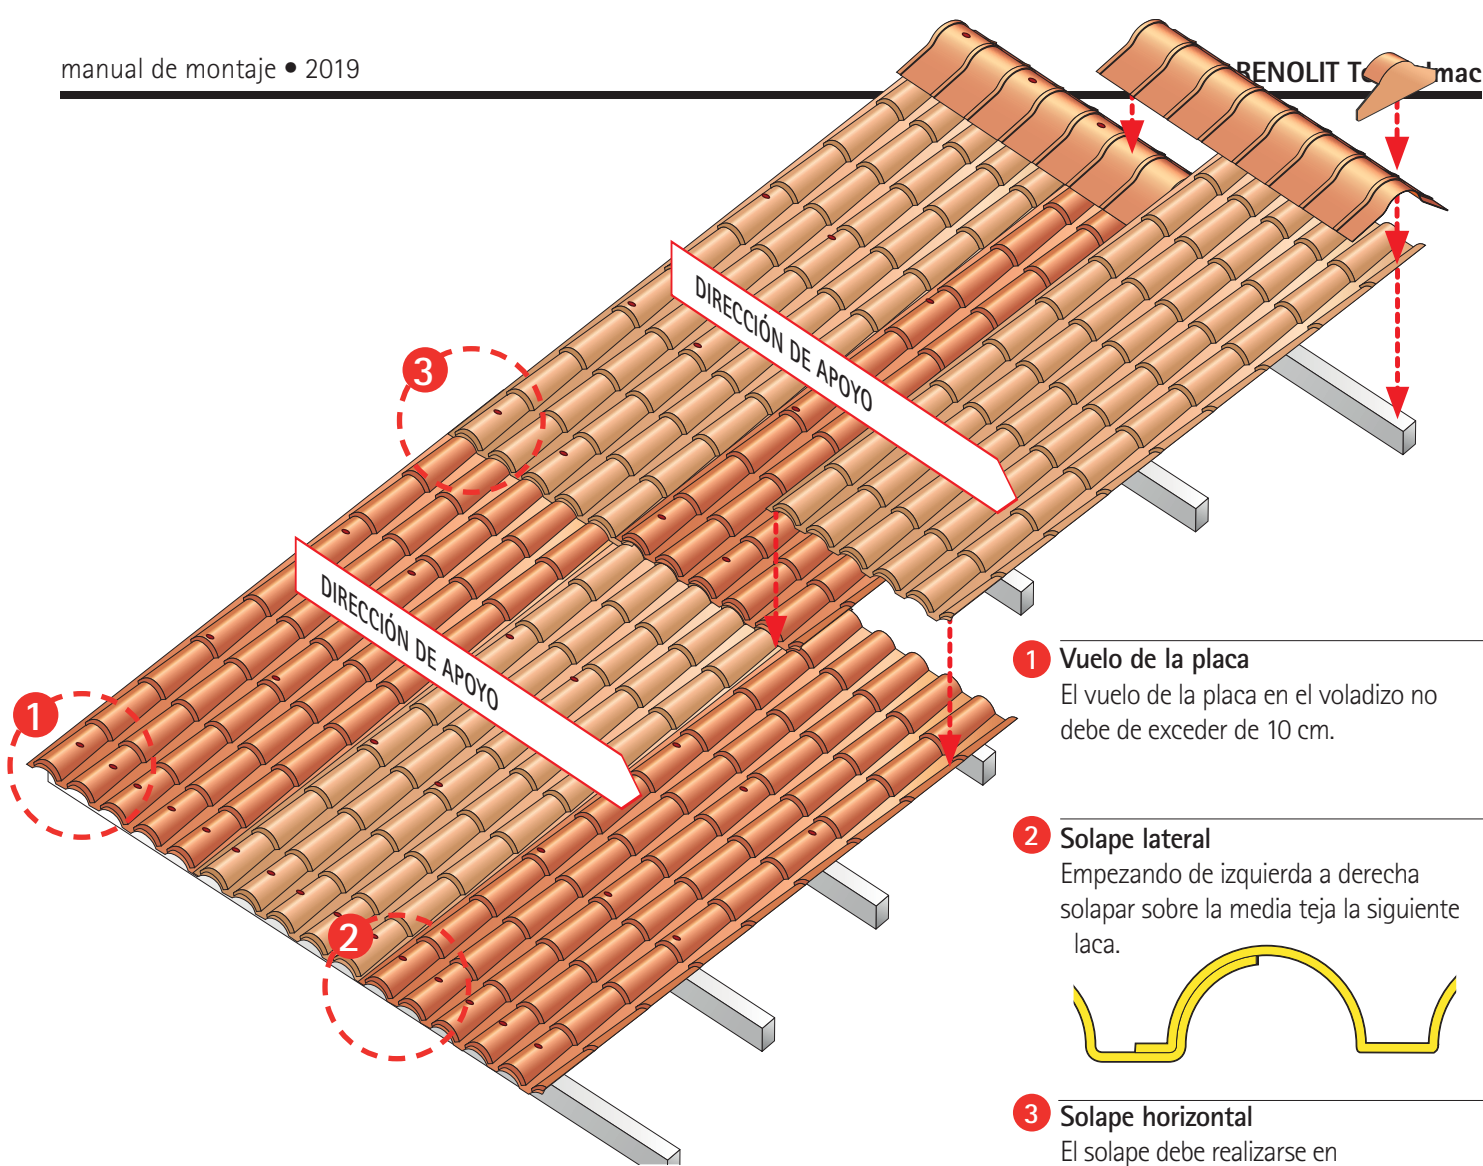 manual de montaje • 2019
RENOLIT
DIRECCIÓN DE APOYO
3
DIRECCIÓN DE APOYO
1
2
1 Vuelo de la placa
El vuelo de la placa en el voladizo no
debe de exceder de 10 cm.
2 Solape lateral
Empezando de izquierda a derecha
solapar sobre la media teja la siguiente
laca.
3 Solape horizontal
El solape debe realizarse en